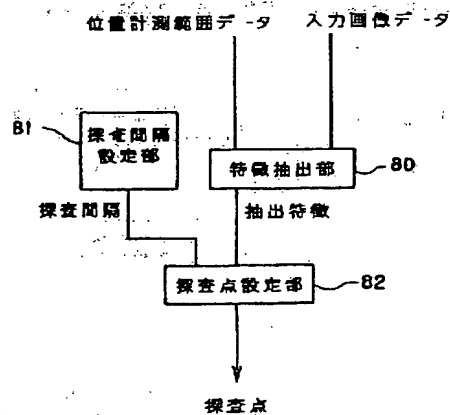 位置計測範囲データ
入力画像データ
81
探査間隔
設定部
特徴抽出部
80
探査間隔
抽出特徴
探査点設定部
82
探査点